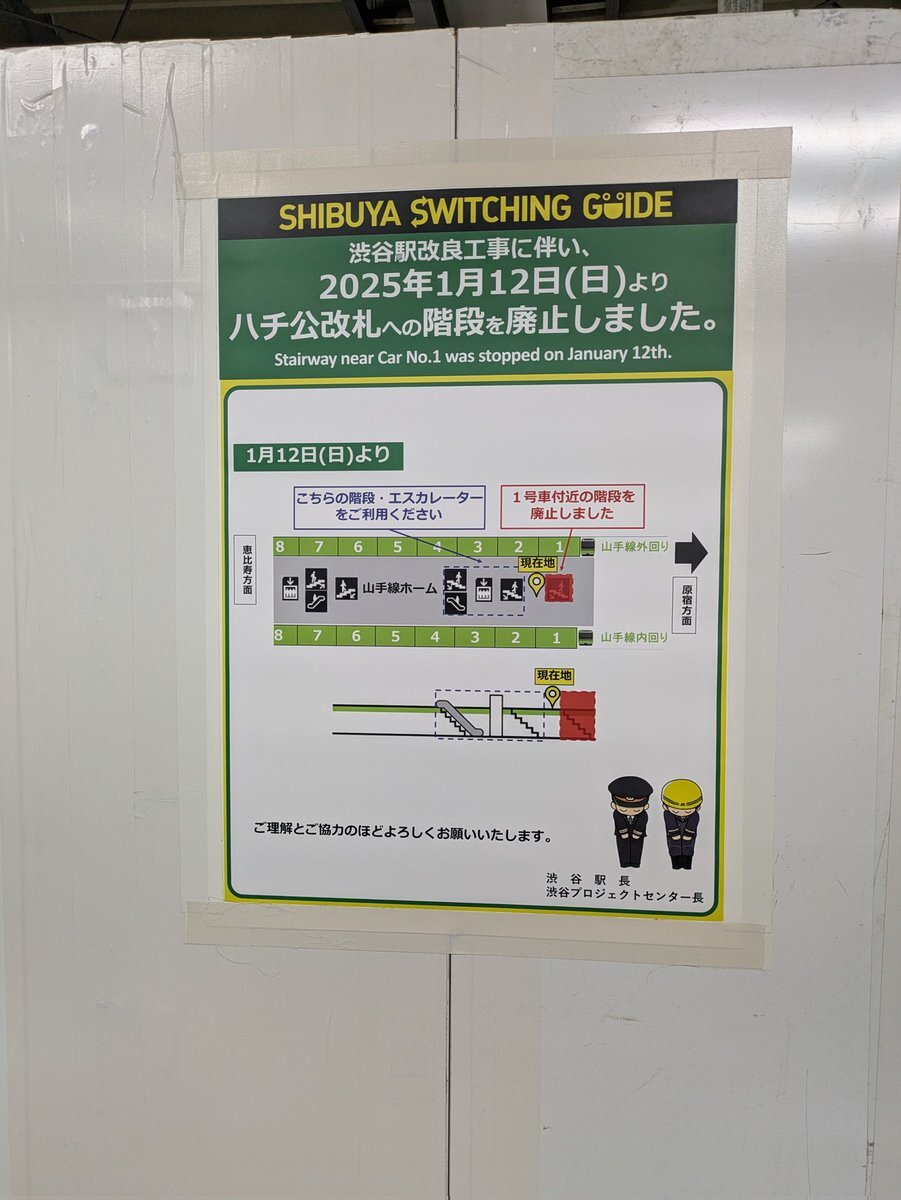 SHIBUYA SWITCHING GUIDE
渋谷駅改良工事に伴い、
2025年1月12日(日)より
ハチ公改札への階段を廃止しました。
Stairway near Car No.1 was stopped on January 12th.
1月12日(日)より
こちらの階段・エスカレーター
をご利用ください
１号車付近の階段を
廃止しました
恵比寿方面
8 7 6 5 4 3 2 1
山手線外回り
現在地
山手線ホーム
原宿方面
8 7 6 5 4 3 2 1
山手線内回り
現在地
ご理解とご協力のほどよろしくお願いいたします。
渋谷駅長
渋谷プロジェクトセンター長